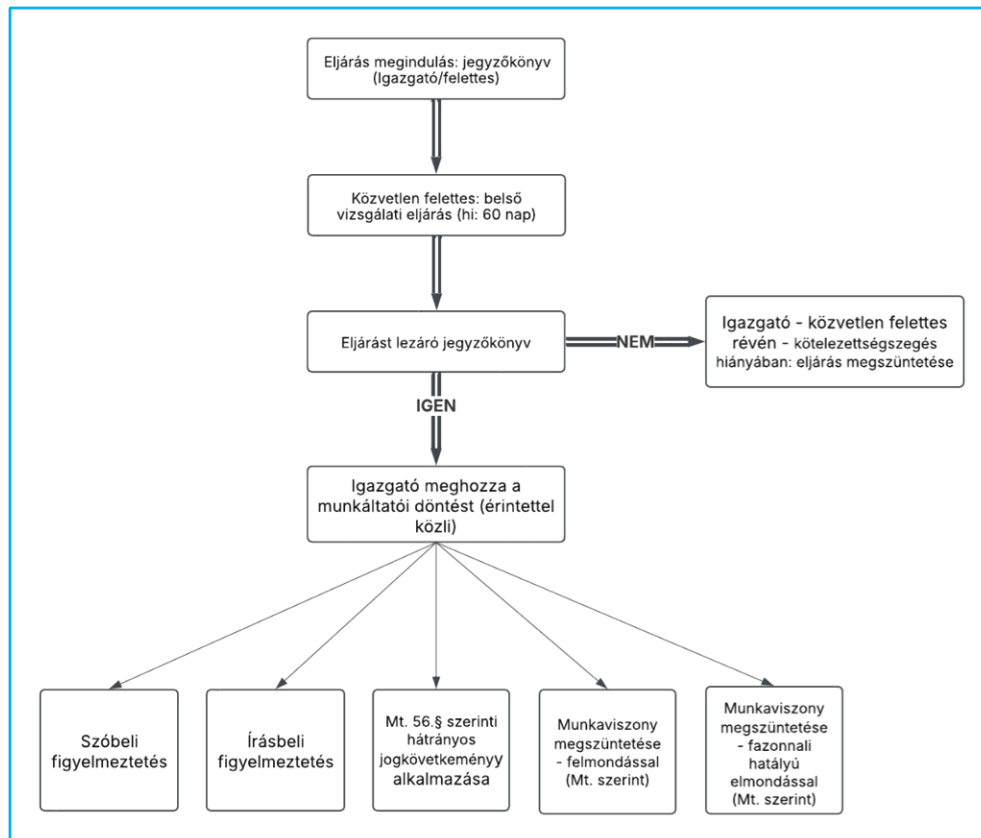 Eljárás megindulás: jegyzőkönyv
(Igazgató/felettes)
Közvetlen felettes: belső
vizsgálati eljárás (hi: 60 nap)
Eljárást lezáró jegyzőkönyv
NEM
Igazgató - közvetlen felettes
révén - kötelezettségszegés
hiányában: eljárás megszüntetése
IGEN
Igazgató meghozza a
munkáltatói döntést (érintettel
közli)
Szóbeli
figyelmeztetés
Írásbeli
figyelmeztetés
Mt. 56.§ szerinti
hátrányos
jogkövetkeményy
alkalmazása
Munkaviszony
megszüntetése
- felmondással
(Mt. szerint)
Munkaviszony
megszüntetése
- fazonnali
hatályú
elmondással
(Mt. szerint)